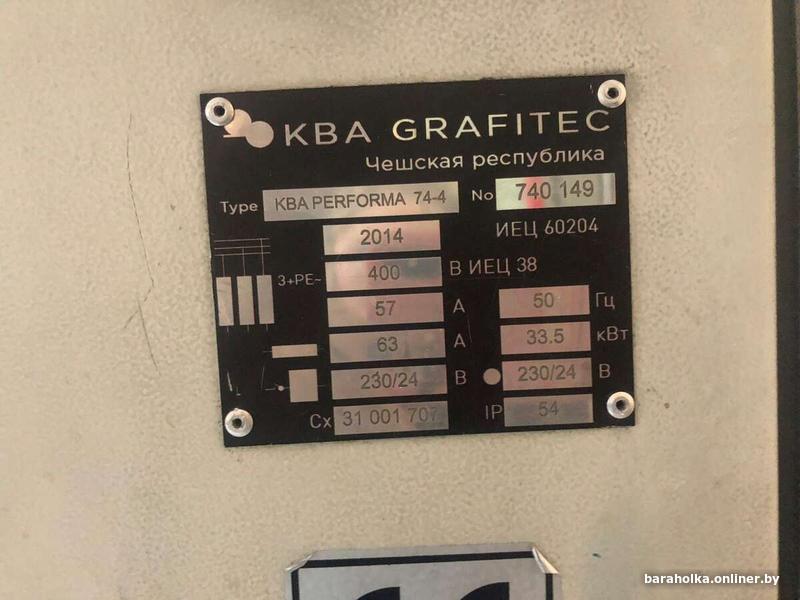 KBA GRAFITEC
Чешская республика
Type KBA PERFORMA 74-4 No 740 149
2014 ИЕЦ 60204
3+PE~ 400 В ИЕЦ 38
57 А 50 Гц
63 А 33.5 кВт
230/24 В 230/24 В
Сх 31 001 707 IP 54
baraholka.onliner.by